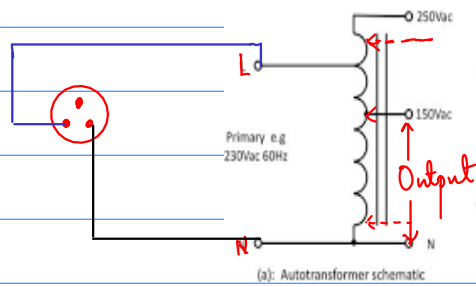 250Vac
L
150Vac
Primary e.g
230Vac 60Hz
Output
N
N
(a): Autotransformer schematic